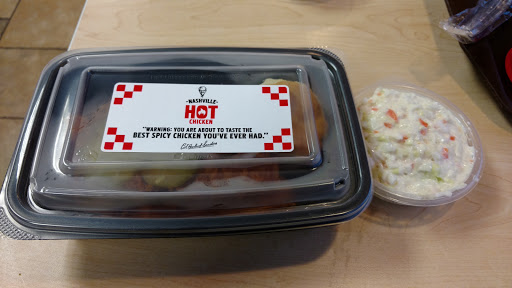 NASHVILLE
HOT
CHICKEN
"WARNING: YOU ARE ABOUT TO TASTE THE
BEST SPICY CHICKEN YOU'VE EVER HAD."